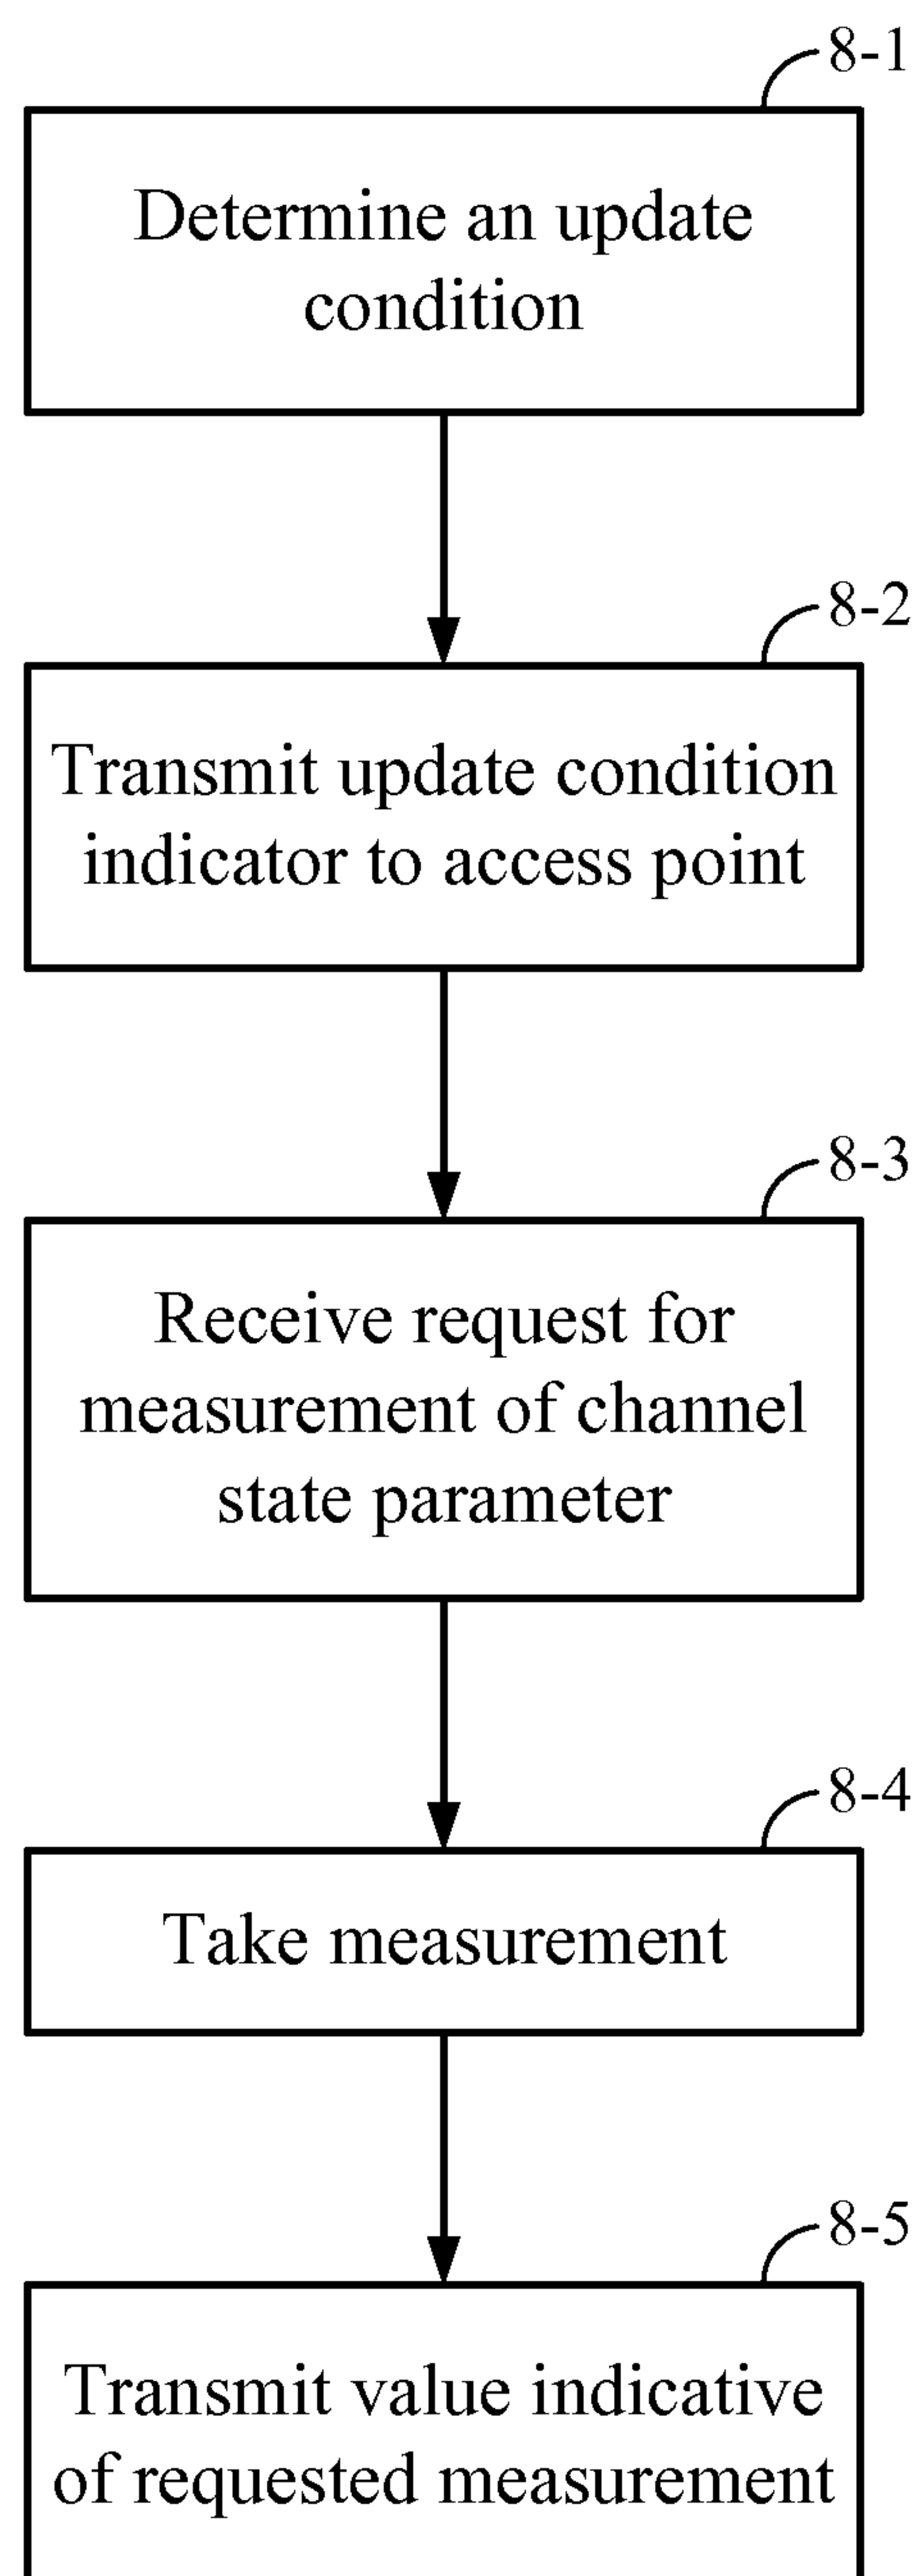 8-1
Determine an update
condition
8-2
Transmit update condition
indicator to access point
8-3
Receive request for
measurement of channel
state parameter
8-4
Take measurement
8-5
Transmit value indicative
of requested measurement